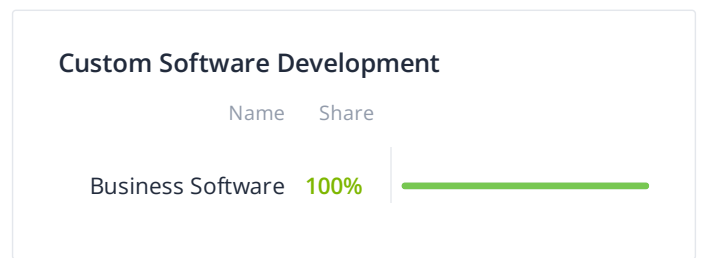 Custom Software Development
Name Share
Business Software 100%